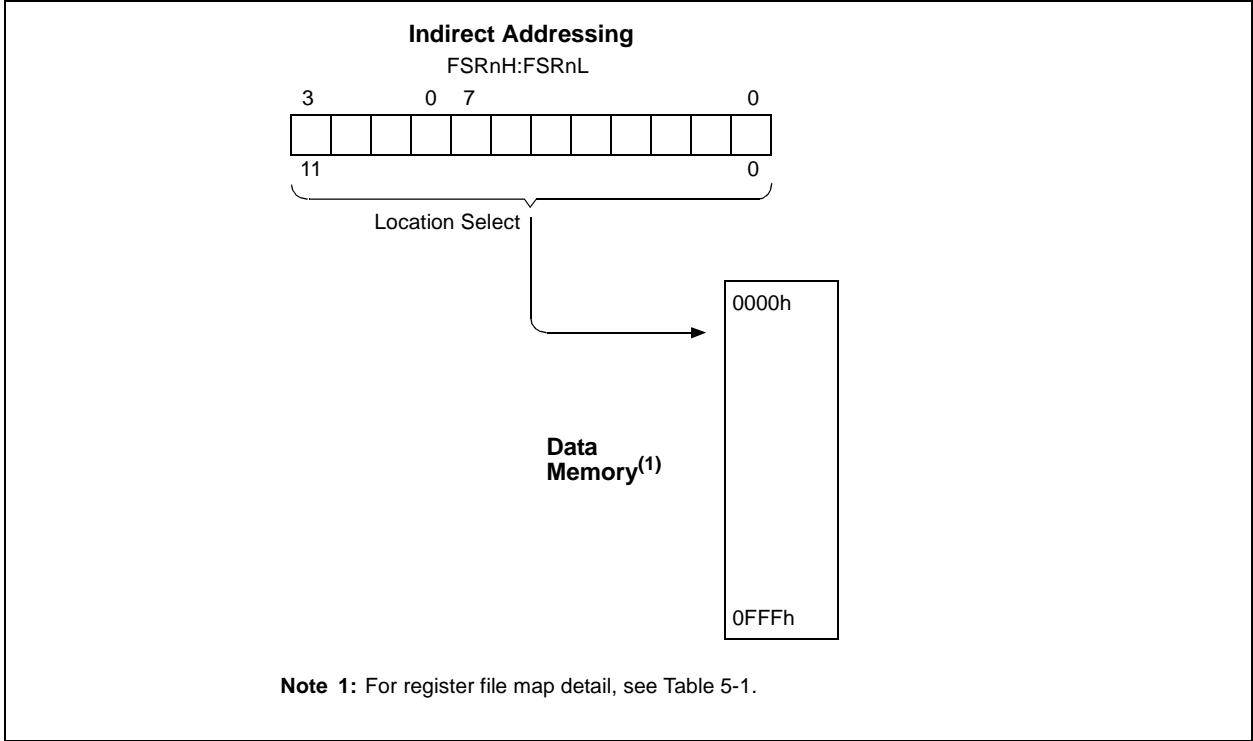 Indirect Addressing
FSRnH:FSRnL
3 0 7 0
11 0
Location Select
0000h
Data
Memory(1)
0FFFh
Note 1: For register file map detail, see Table 5-1.